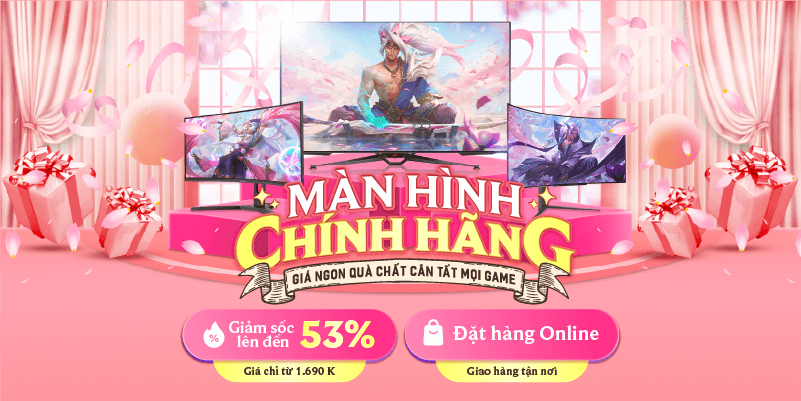 MÀN HÌNH
CHÍNH HÃNG
GIÁ NGON QUÀ CHẤT CÂN TẤT MỌI GAME
Giảm sốc
lên đến
53%
Giá chỉ từ 1.690 K
Đặt hàng Online
Giao hàng tận nơi